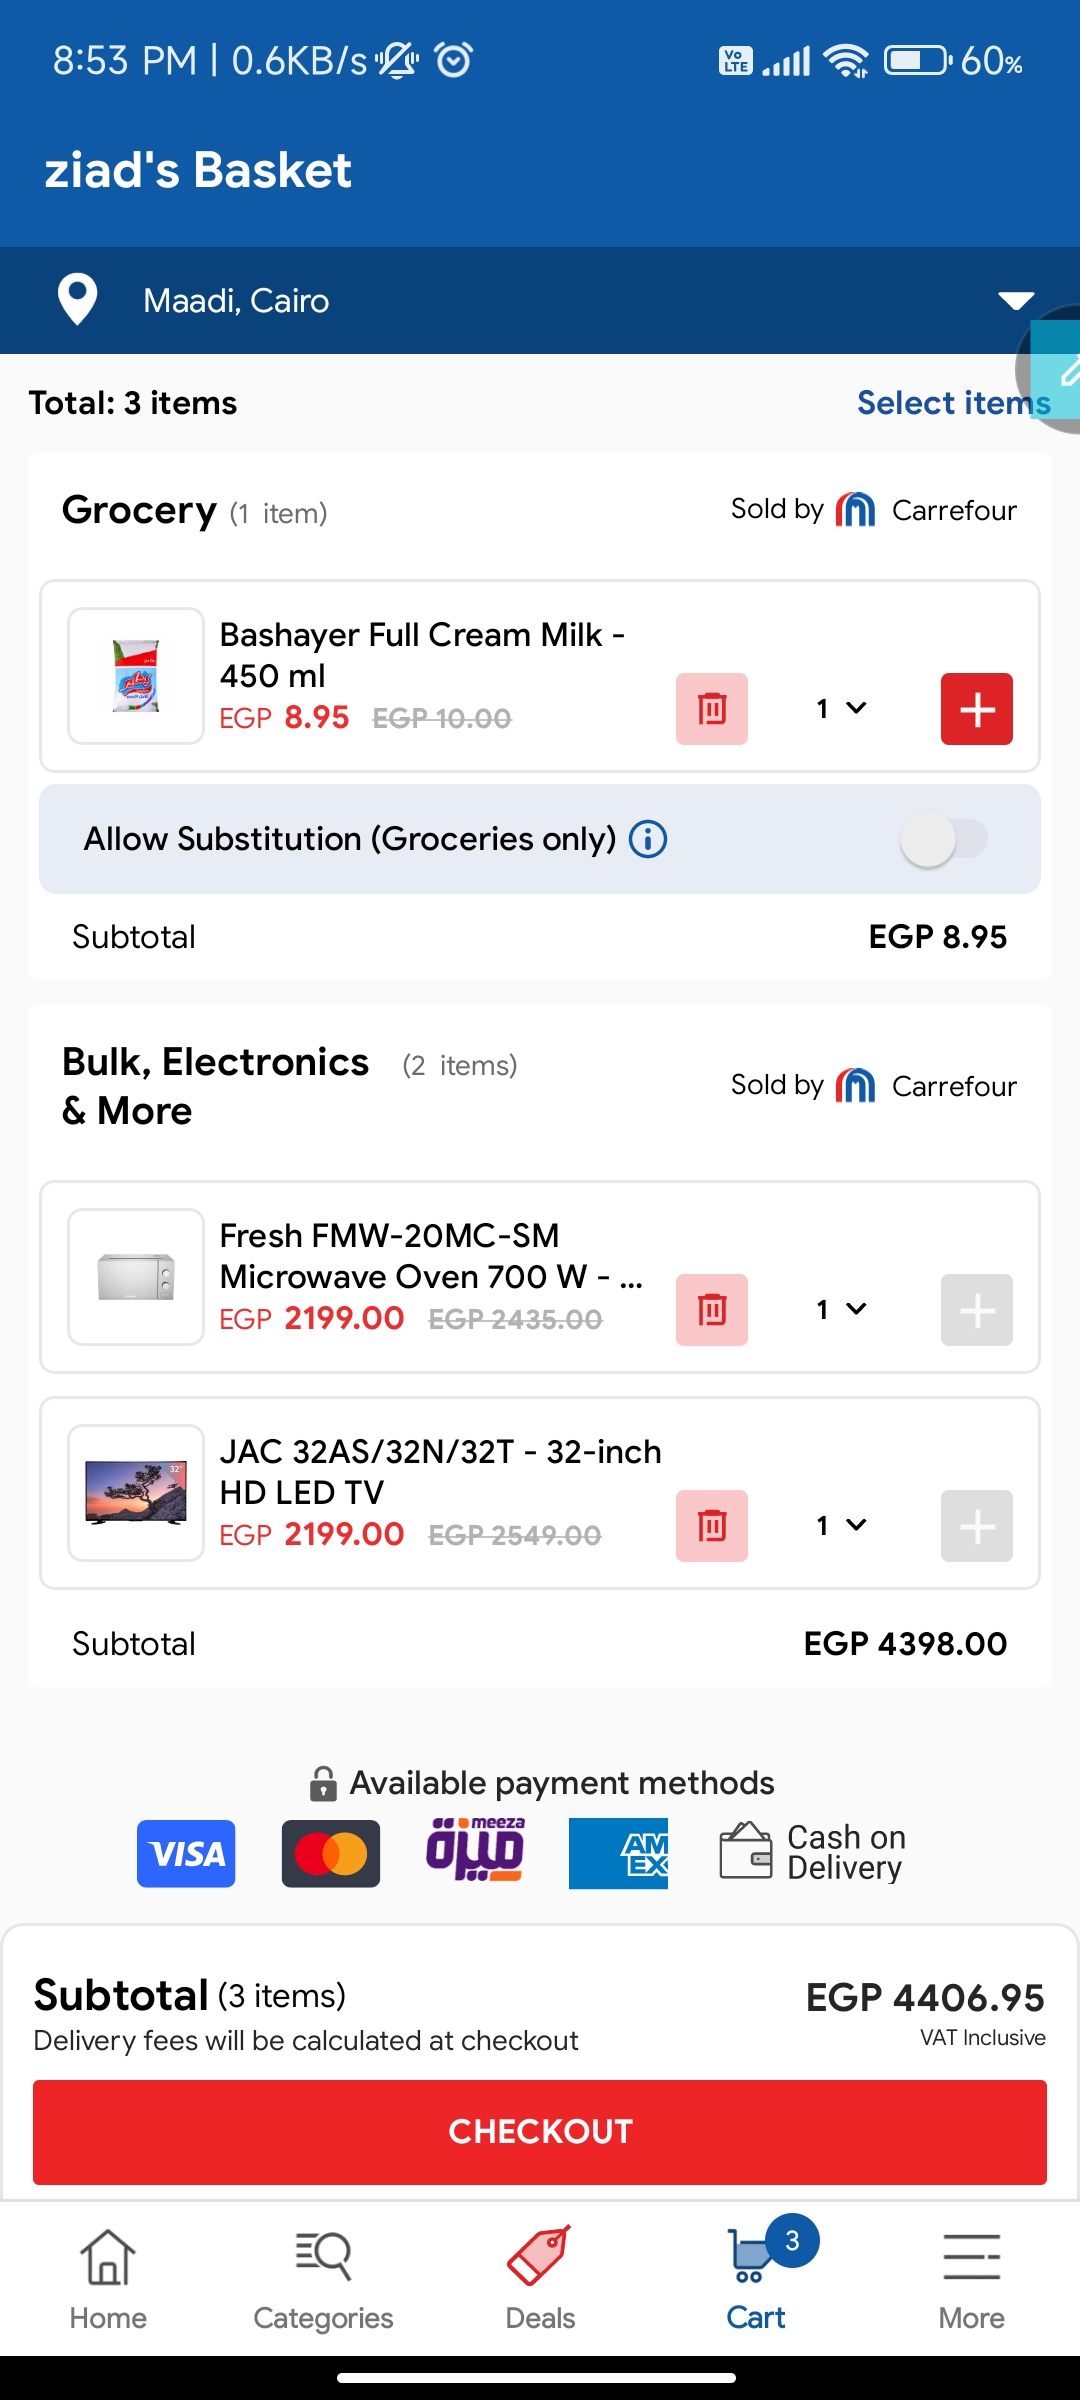 8:53 PM | 0.6KB/s
Vo LTE
60%
ziad's Basket
Maadi, Cairo
Total: 3 items
Select items
Grocery (1 item)
Sold by Carrefour
Bashayer Full Cream Milk -
450 ml
EGP 8.95 EGP 10.00
1
Allow Substitution (Groceries only)
Subtotal
EGP 8.95
Bulk, Electronics (2 items)
& More
Sold by Carrefour
Fresh FMW-20MC-SM
Microwave Oven 700 W - ...
EGP 2199.00 EGP 2435.00
1
32"
JAC 32AS/32N/32T - 32-inch
HD LED TV
EGP 2199.00 EGP 2549.00
1
Subtotal
EGP 4398.00
Available payment methods
VISA
meeza
ميزة
AM
EX
Cash on
Delivery
Subtotal (3 items)
EGP 4406.95
Delivery fees will be calculated at checkout
VAT Inclusive
CHECKOUT
3
Home
Categories
Deals
Cart
More